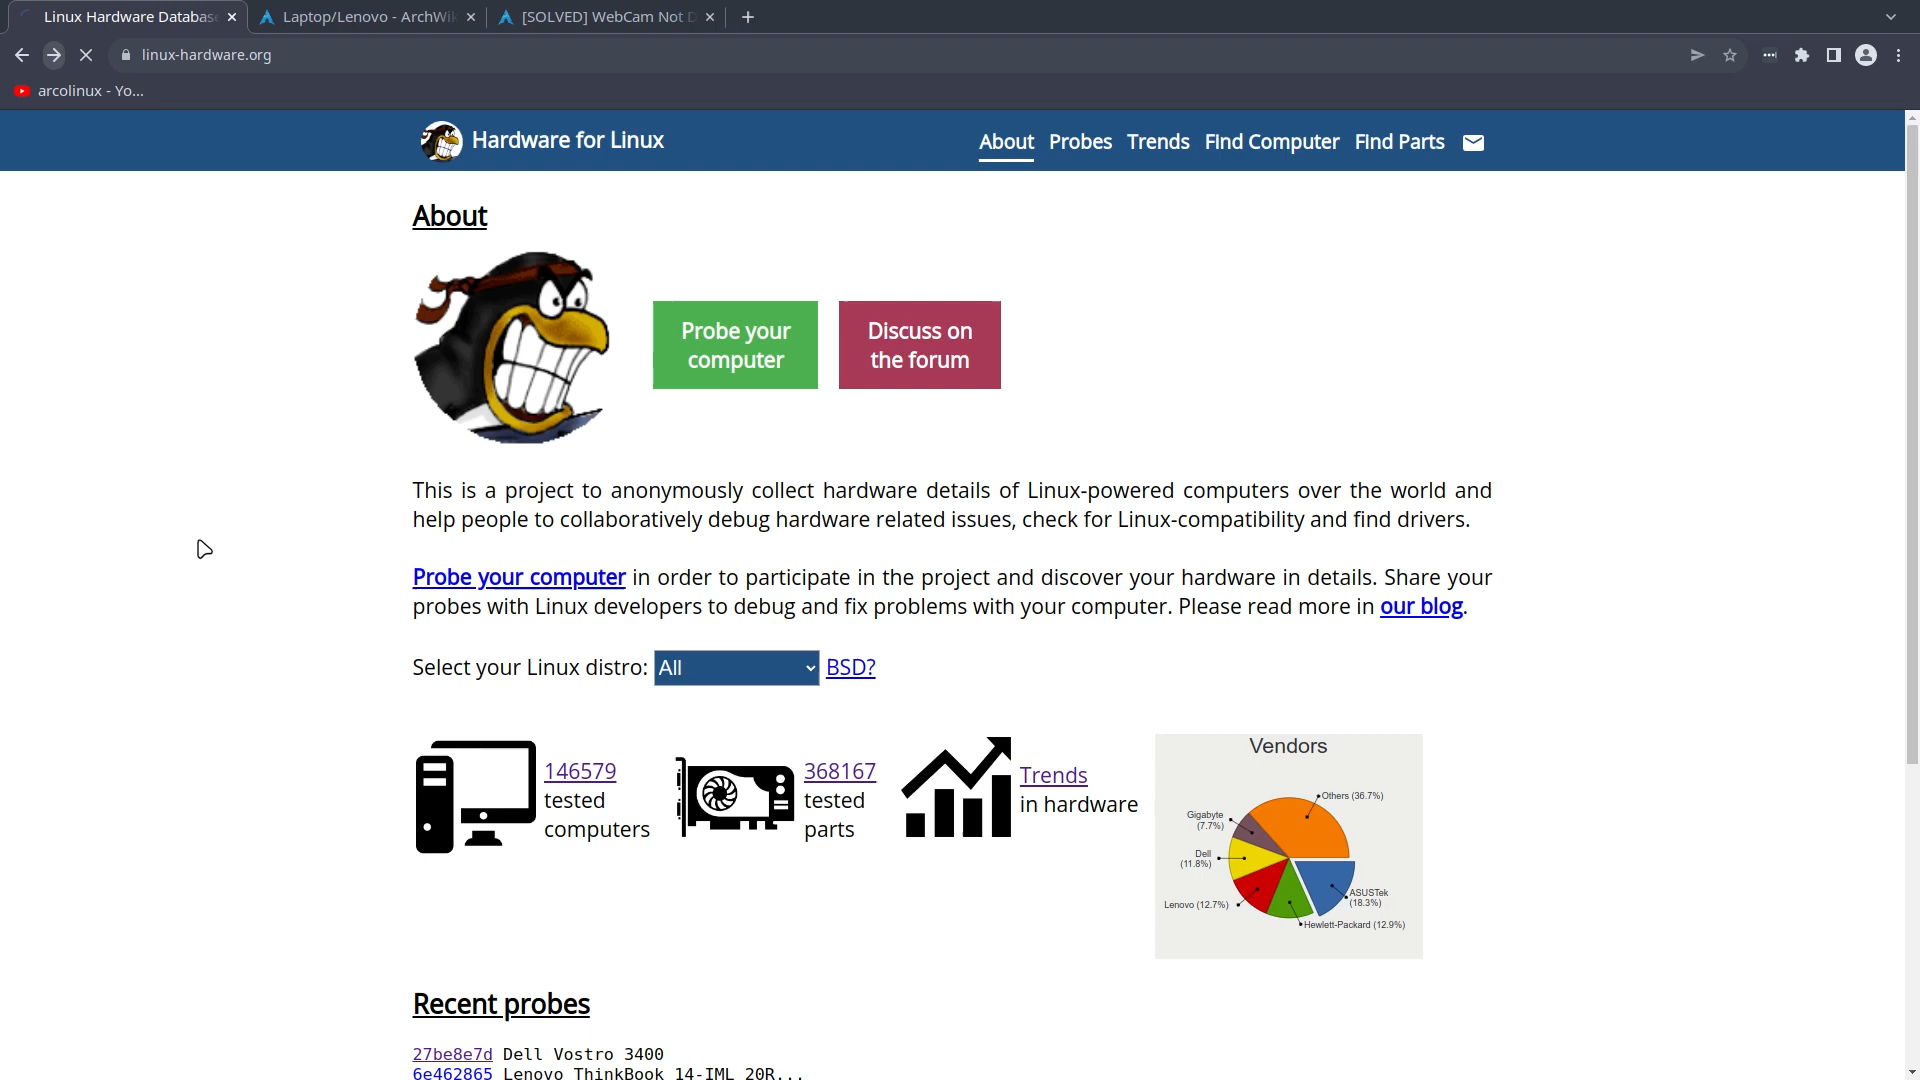 Linux Hardware Databas
Laptop/Lenovo - ArchWik
[SOLVED] WebCam Not D
linux-hardware.org
arcolinux - Yo...
Hardware for Linux
About
Probes
Trends
Find Computer
Find Parts
About
Probe your
computer
Discuss on
the forum
This is a project to anonymously collect hardware details of Linux-powered computers over the world and
help people to collaboratively debug hardware related issues, check for Linux-compatibility and find drivers.
Probe your computer in order to participate in the project and discover your hardware in details. Share your
probes with Linux developers to debug and fix problems with your computer. Please read more in our blog.
Select your Linux distro: All BSD?
146579
tested
computers
368167
tested
parts
Trends
in hardware
Vendors
Others (36.7%)
Gigabyte
(7.7%)
Dell
(11.8%)
Lenovo (12.7%)
ASUSTek
(18.3%)
Hewlett-Packard (12.9%)
Recent probes
27be8e7d Dell Vostro 3400
6e462865 Lenovo ThinkBook 14-IML 20R...